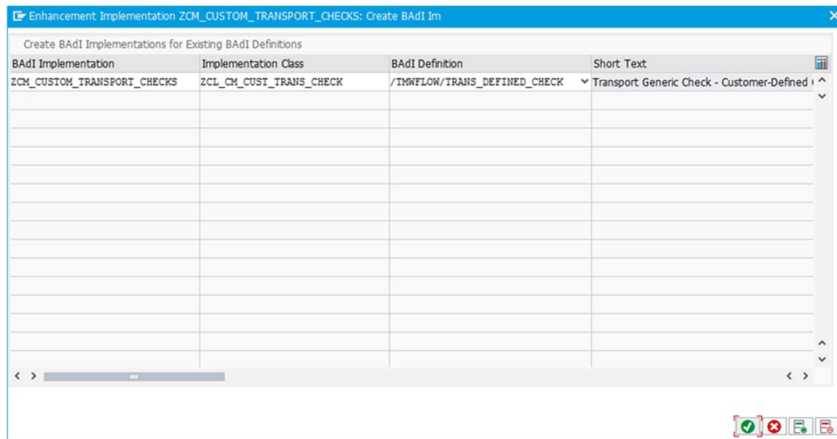 Enhancement Implementation ZCM_CUSTOM_TRANSPORT_CHECKS: Create BAdI Im
Create BAdI Implementations for Existing BAdI Definitions
BAdI Implementation Implementation Class BAdI Definition Short Text
ZCM_CUSTOM_TRANSPORT_CHECKS ZCL_CM_CUST_TRANS_CHECK /TMWFLOW/TRANS_DEFINED_CHECK Transport Generic Check - Customer-Defined